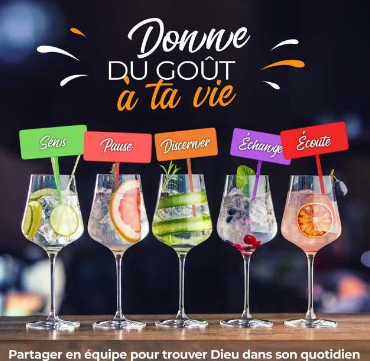 Donne
DU GOÛT
à ta vie
Sens
Pause
Discerner
Échange
Écoute
Partager en équipe pour trouver Dieu dans son quotidien